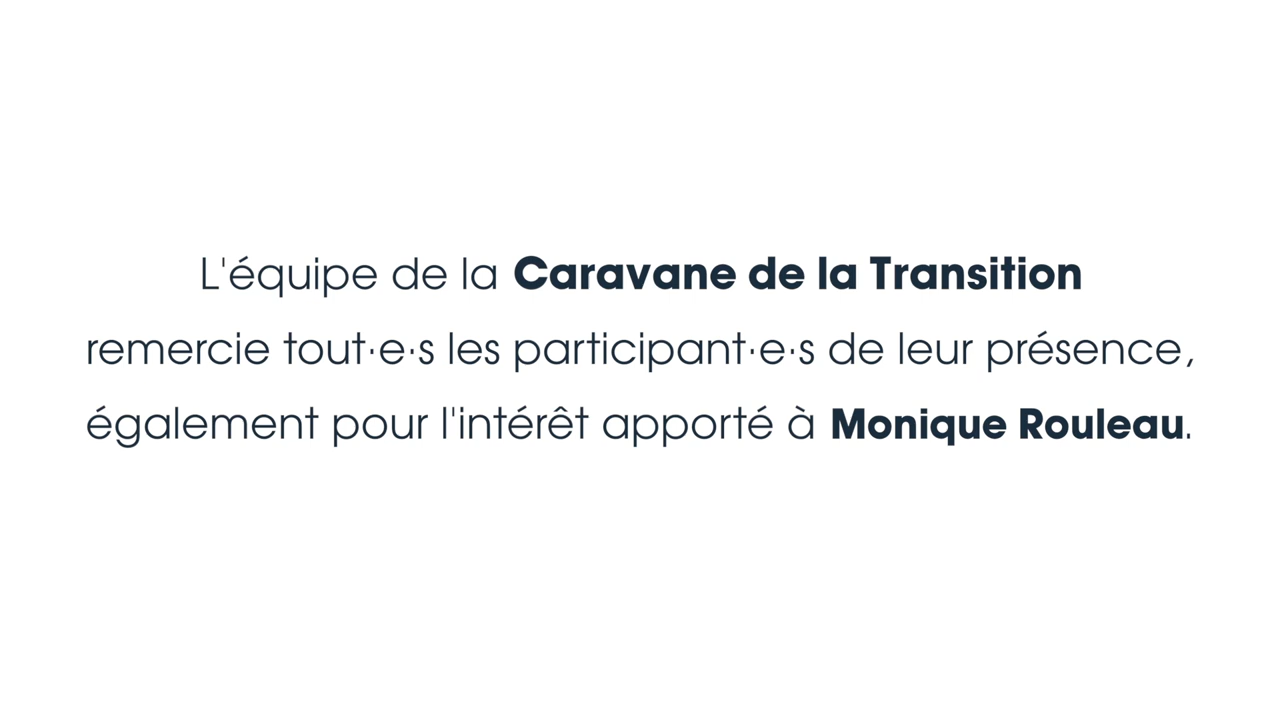 L'équipe de la Caravane de la Transition
remercie tout·e·s les participant·e·s de leur présence,
également pour l'intérêt apporté à Monique Rouleau.